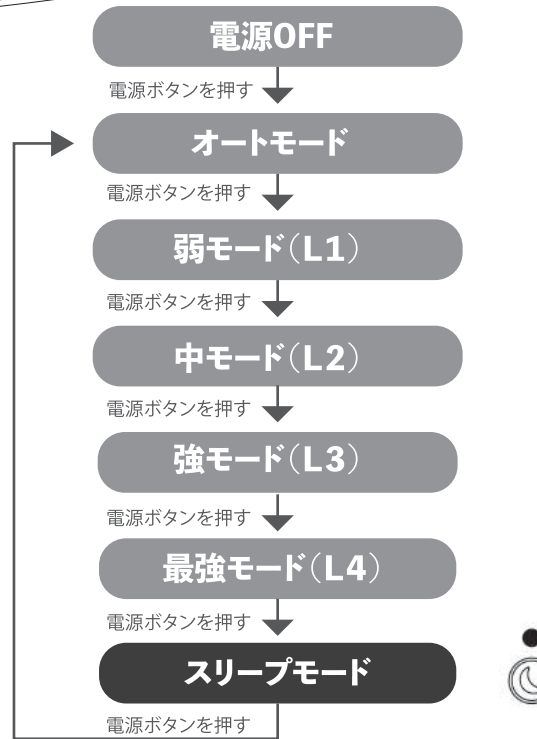 電源OFF
電源ボタンを押す
オートモード
電源ボタンを押す
弱モード（L1）
電源ボタンを押す
中モード（L2）
電源ボタンを押す
強モード（L3）
電源ボタンを押す
最強モード（L4）
電源ボタンを押す
スリープモード
電源ボタンを押す